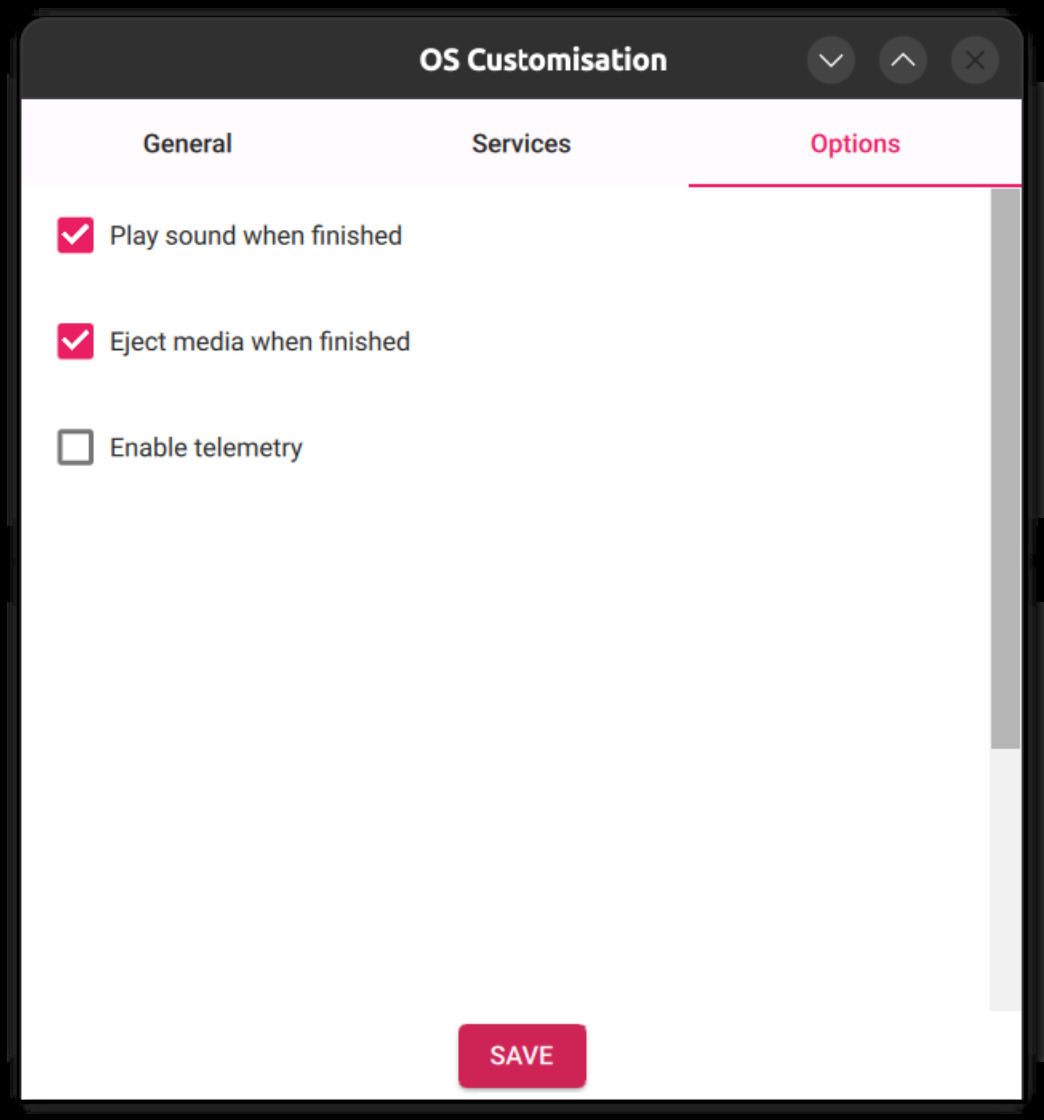 OS Customisation
General Services Options
Play sound when finished
Eject media when finished
Enable telemetry
SAVE